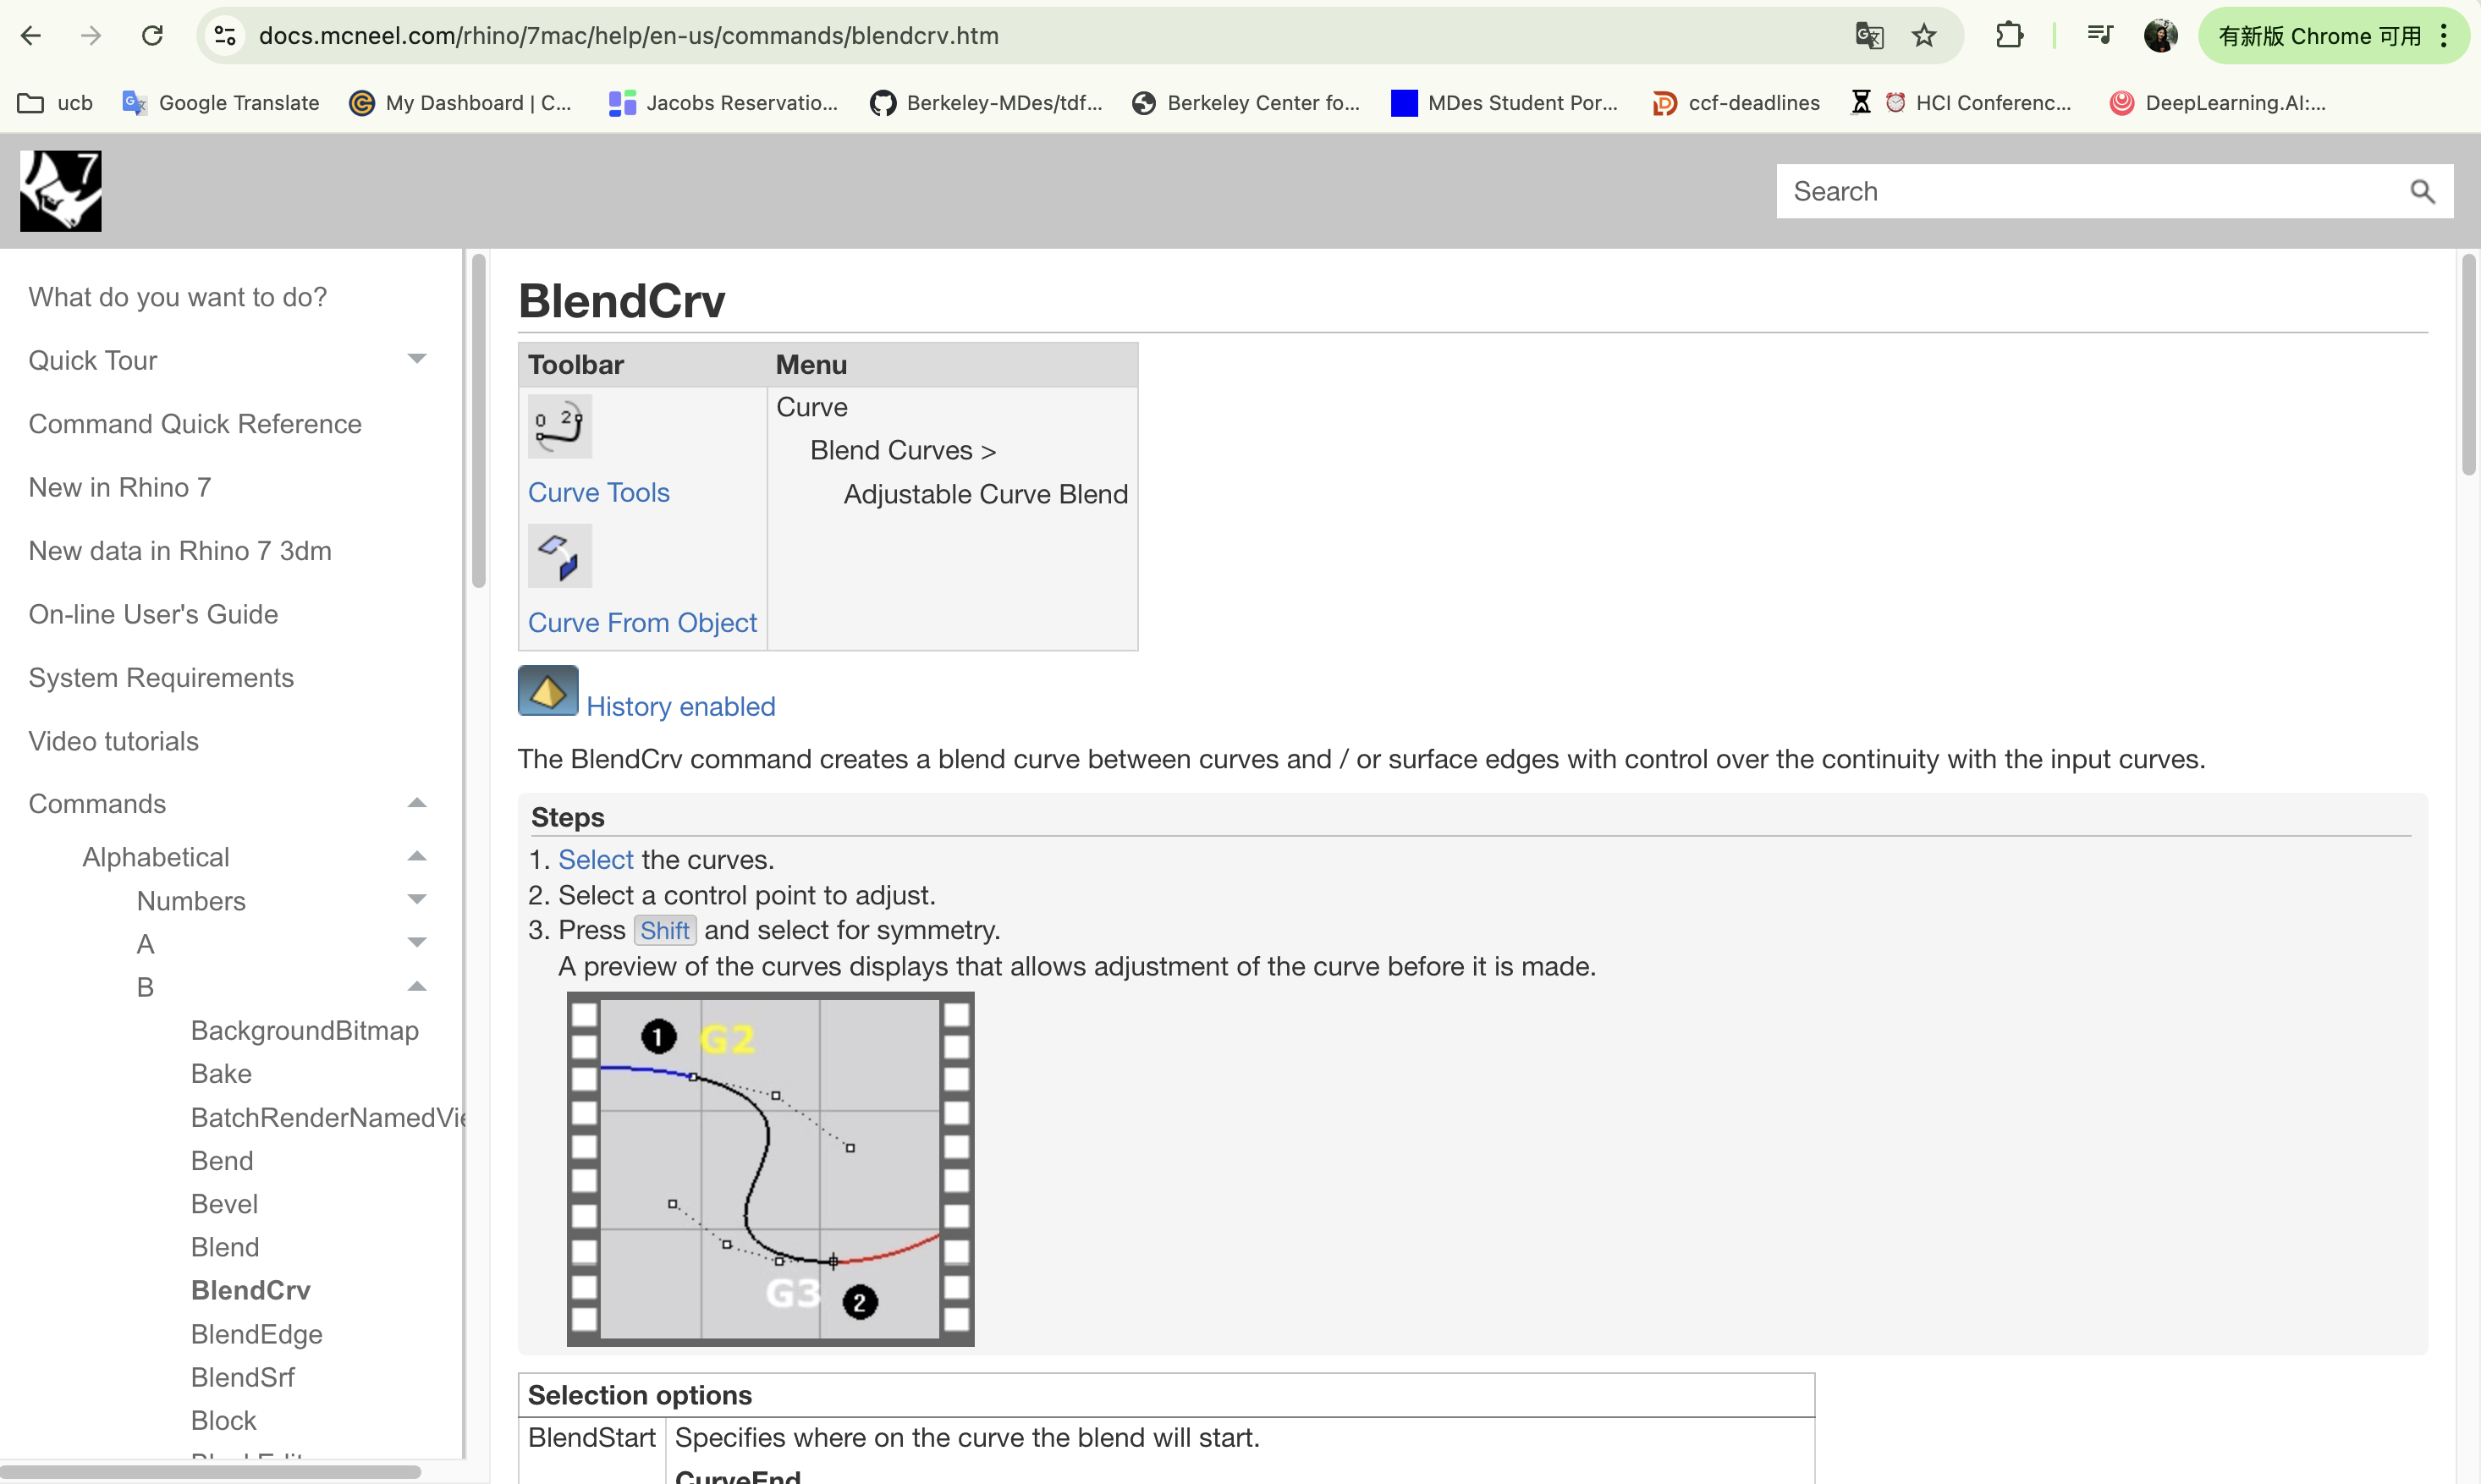 docs.mcneel.com/rhino/7mac/help/en-us/commands/blendcrv.htm
有新版 Chrome 可用
ucb
Google Translate
My Dashboard | C...
Jacobs Reservatio...
Berkeley-MDes/tdf...
Berkeley Center fo...
MDes Student Por...
ccf-deadlines
HCI Conferenc...
DeepLearning.AI:...
7
Search
What do you want to do?
Quick Tour
Command Quick Reference
New in Rhino 7
New data in Rhino 7 3dm
On-line User's Guide
System Requirements
Video tutorials
Commands
Alphabetical
Numbers
A
B
BackgroundBitmap
Bake
BatchRenderNamedVie
Bend
Bevel
Blend
BlendCrv
BlendEdge
BlendSrf
Block
BlendCrv
Toolbar Menu
0 2
Curve Tools
Curve From Object
Curve
Blend Curves >
Adjustable Curve Blend
History enabled
The BlendCrv command creates a blend curve between curves and / or surface edges with control over the continuity with the input curves.
Steps
1. Select the curves.
2. Select a control point to adjust.
3. Press Shift and select for symmetry.
A preview of the curves displays that allows adjustment of the curve before it is made.
1 G2
G3 2
Selection options
BlendStart Specifies where on the curve the blend will start.
CurveEnd